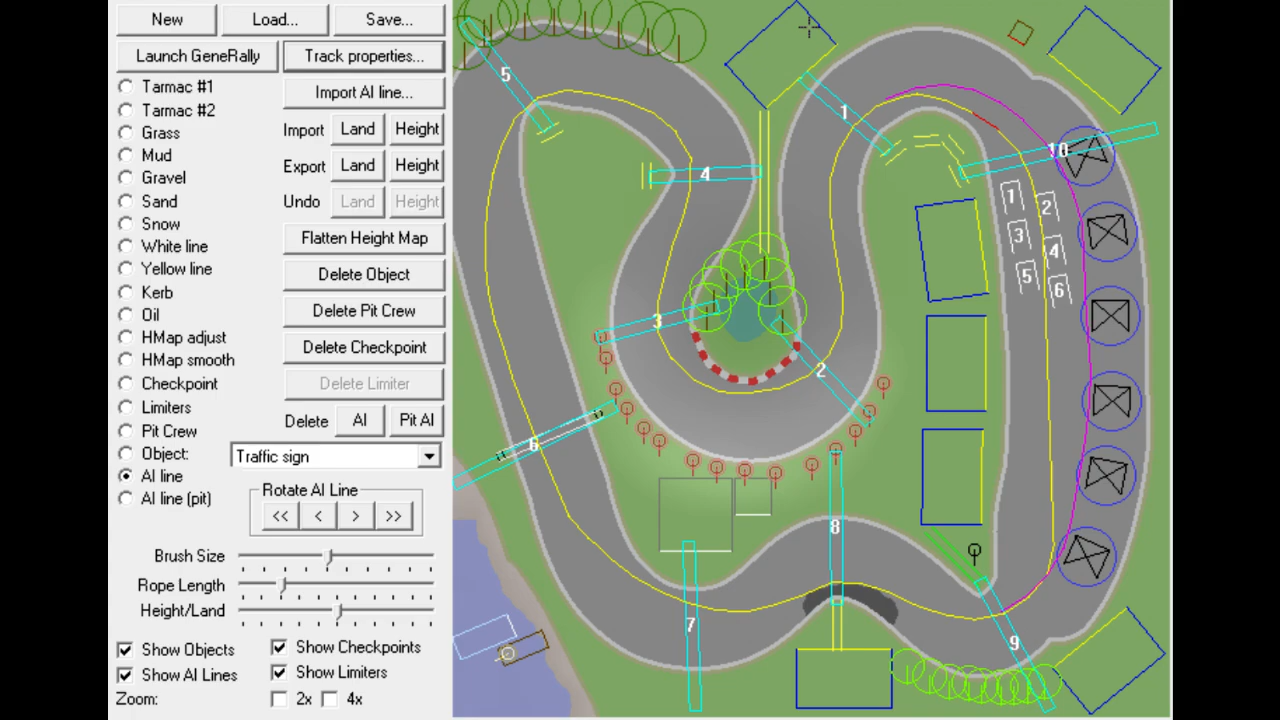 New Load... Save...
Launch GeneRally Track properties...
Tarmac #1
Tarmac #2
Grass
Mud
Gravel
Sand
Snow
White line
Yellow line
Kerb
Oil
HMap adjust
HMap smooth
Checkpoint
Limiters
Pit Crew
Object:
AI line
AI line (pit)
Import AI line...
Import Land Height
Export Land Height
Undo Land Height
Flatten Height Map
Delete Object
Delete Pit Crew
Delete Checkpoint
Delete Limiter
Delete AI Pit AI
Traffic sign
Rotate AI Line
<< < > >>
Brush Size
Rope Length
Height/Land
Show Objects Show Checkpoints
Show AI Lines Show Limiters
Zoom: 2x 4x
5
1
4
10
1 2
3 4
5 6
3
2
6
8
7
9